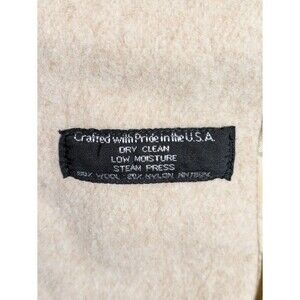 Crafted with Pride in the U.S.A.
DRY CLEAN
LOW MOISTURE
STEAM PRESS
80% WOOL 20% NYLON